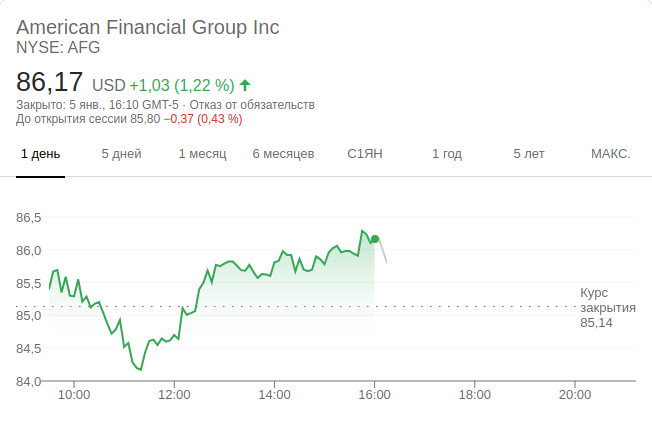 American Financial Group Inc
NYSE: AFG
86,17 USD +1,03 (1,22 %)
Закрыто: 5 янв., 16:10 GMT-5 · Отказ от обязательств
До открытия сессии 85,80 −0,37 (0,43 %)
1 день 5 дней 1 месяц 6 месяцев С1ЯН 1 год 5 лет МАКС.
86,5
86,0
85,5
85,0
84,5
84,0
Курс
закрытия
85,14
10:00 12:00 14:00 16:00 18:00 20:00